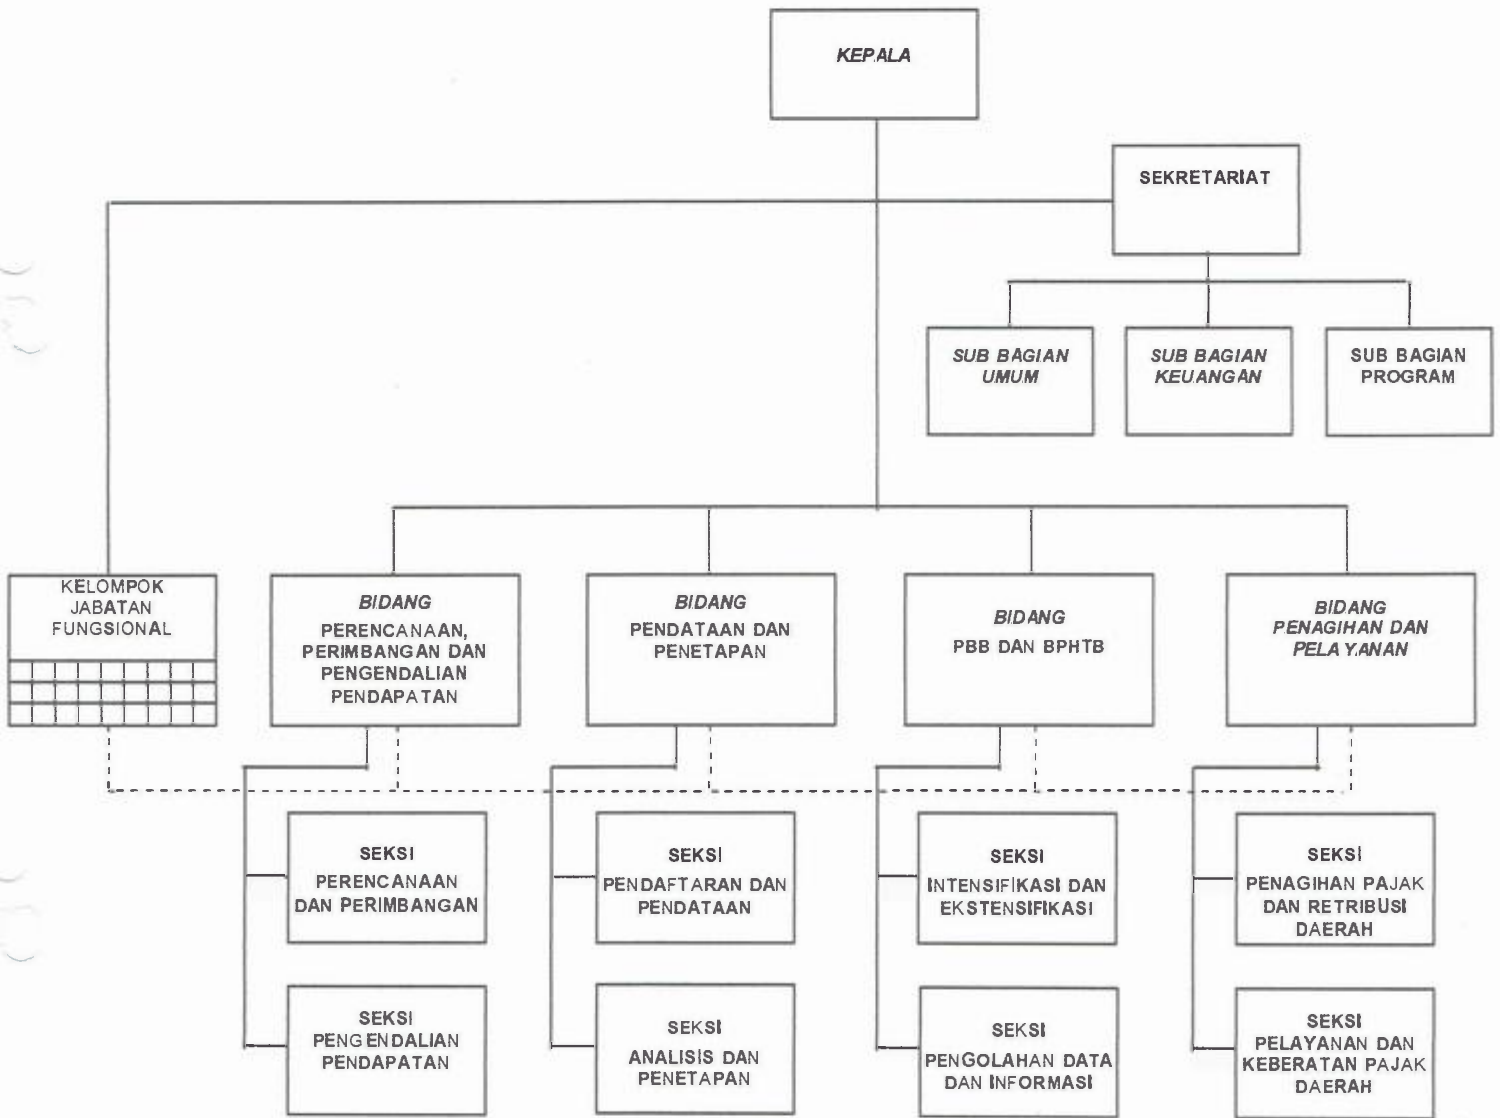 KEPALA
SEKRETARIAT
SUB BAGIAN
UMUM
SUB BAGIAN
KEUANGAN
SUB BAGIAN
PROGRAM
KELOMPOK
JABATAN
FUNGSIONAL
BIDANG
PERENCANAAN,
PERIMBANGAN DAN
PENGENDALIAN
PENDAPATAN
BIDANG
PENDATAAN DAN
PENETAPAN
BIDANG
PBB DAN BPHTB
BIDANG
PENAGIHAN DAN
PELAYANAN
SEKSI
PERENCANAAN
DAN PERIMBANGAN
SEKSI
PENDAFTARAN DAN
PENDATAAN
SEKSI
INTENSIFIKASI DAN
EKSTENSIFIKASI
SEKSI
PENAGIHAN PAJAK
DAN RETRIBUSI
DAERAH
SEKSI
PENGENDALIAN
PENDAPATAN
SEKSI
ANALISIS DAN
PENETAPAN
SEKSI
PENGOLAHAN DATA
DAN INFORMASI
SEKSI
PELAYANAN DAN
KEBERATAN PAJAK
DAERAH